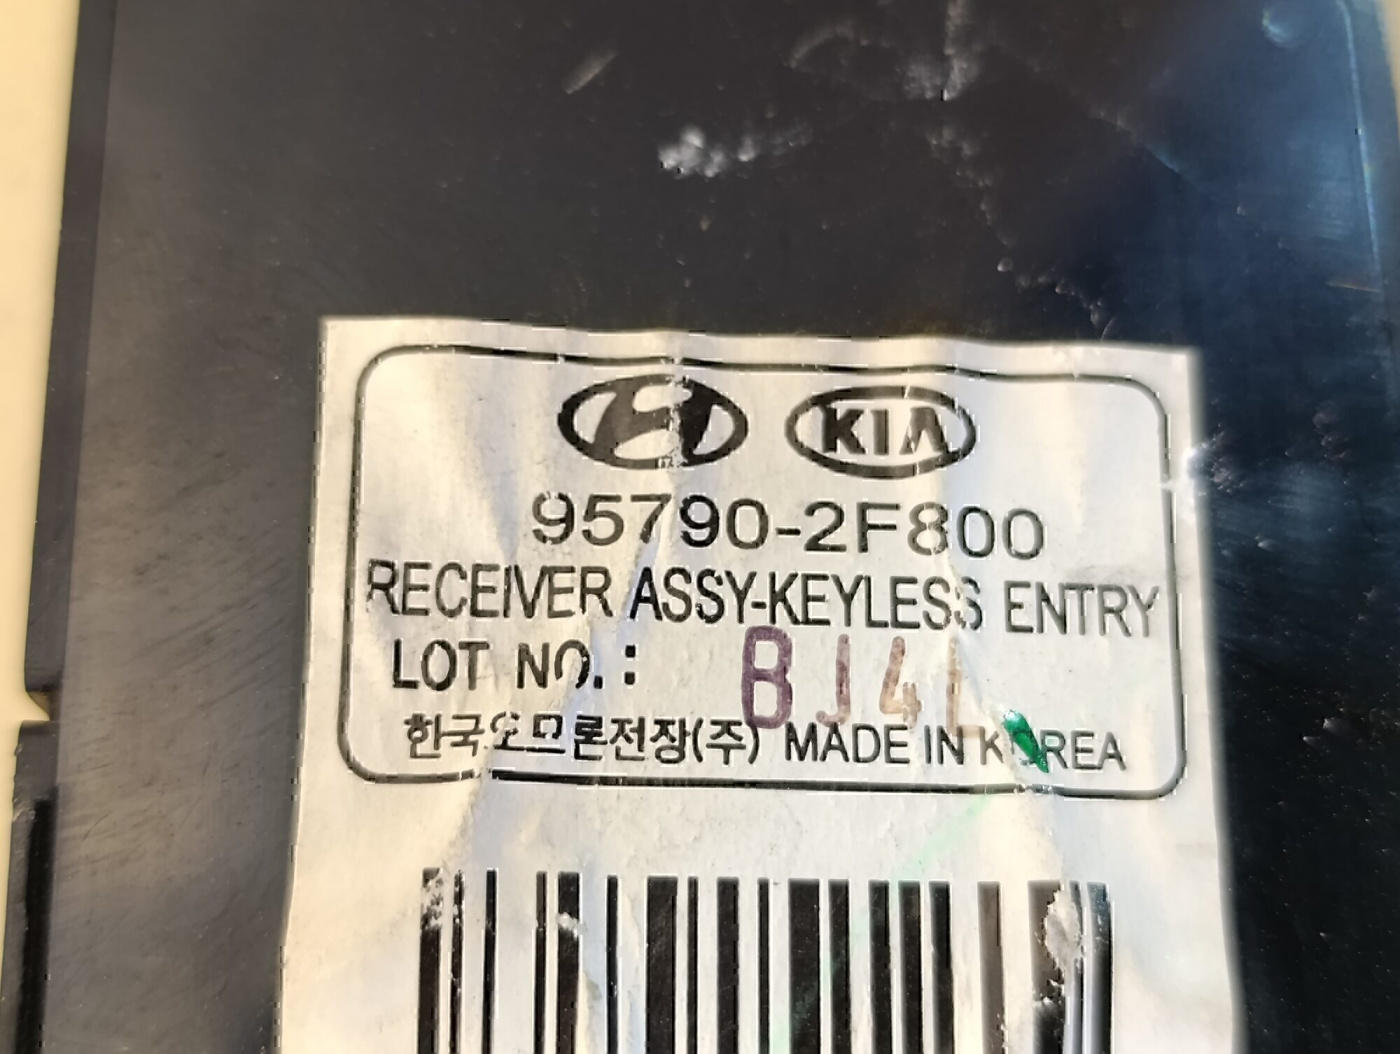 KIA
95790-2F800
RECEIVER ASSY-KEYLESS ENTRY
LOT NO. : BJ4L
한국오므론전장(주) MADE IN KOREA